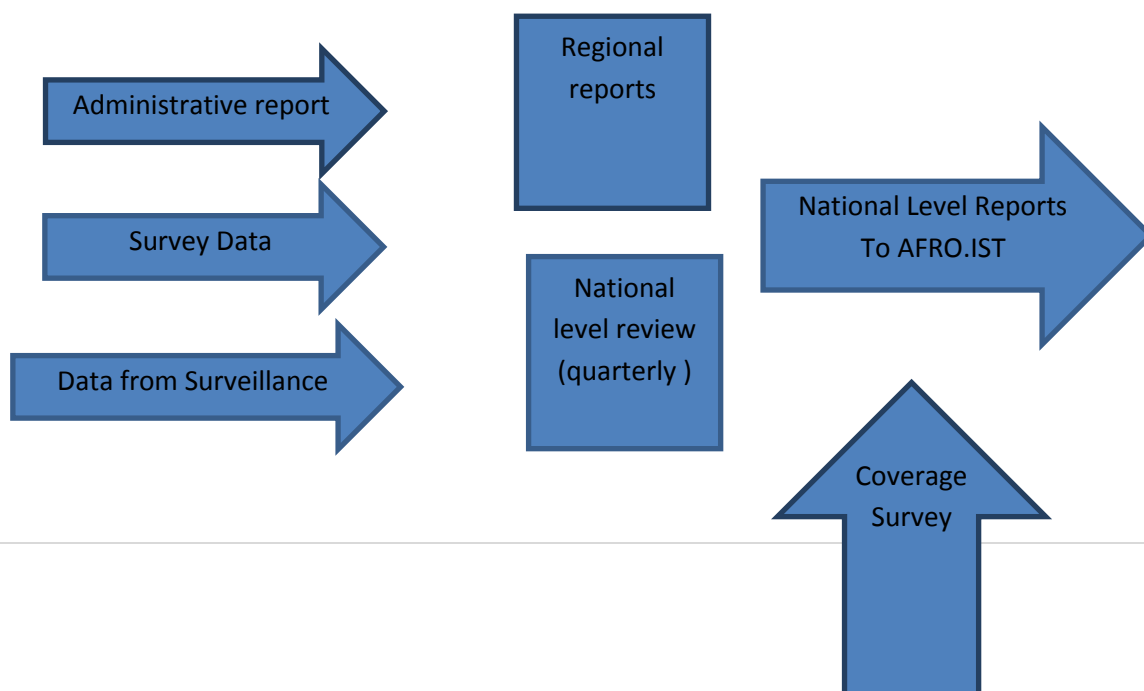 Administrative report
Survey Data
Data from Surveillance
Regional
reports
National
level review
(quarterly )
National Level Reports
To AFRO.IST
Coverage
Survey